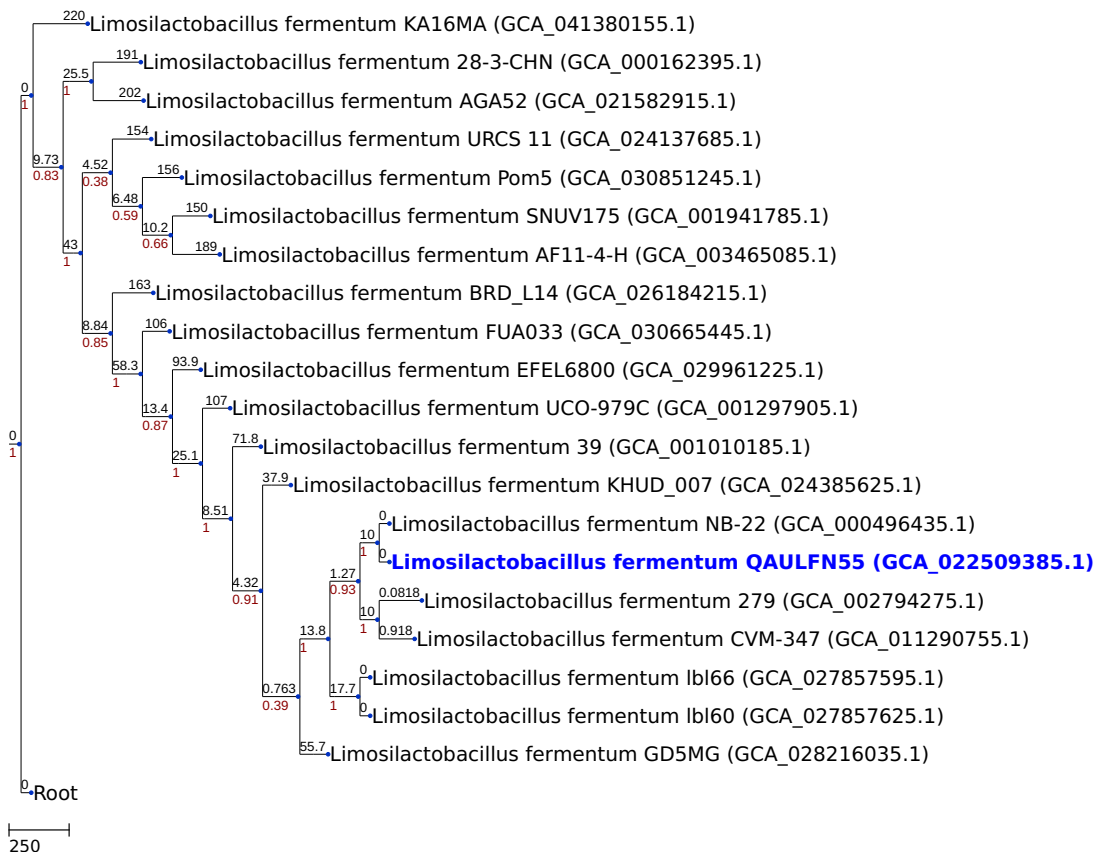 220
Limosilactobacillus fermentum KA16MA (GCA_041380155.1)
191
Limosilactobacillus fermentum 28-3-CHN (GCA_000162395.1)
25.5
1
0
1
202
Limosilactobacillus fermentum AGA52 (GCA_021582915.1)
154
Limosilactobacillus fermentum URCS 11 (GCA_024137685.1)
9.73
0.83
4.52
0.38
156
Limosilactobacillus fermentum Pom5 (GCA_030851245.1)
6.48
0.59
150
Limosilactobacillus fermentum SNUV175 (GCA_001941785.1)
10.2
0.66
43
1
189
Limosilactobacillus fermentum AF11-4-H (GCA_003465085.1)
163
Limosilactobacillus fermentum BRD_L14 (GCA_026184215.1)
8.84
0.85
106
Limosilactobacillus fermentum FUA033 (GCA_030665445.1)
58.3
1
93.9
Limosilactobacillus fermentum EFEL6800 (GCA_029961225.1)
13.4
0.87
107
Limosilactobacillus fermentum UCO-979C (GCA_001297905.1)
0
1
71.8
Limosilactobacillus fermentum 39 (GCA_001010185.1)
25.1
1
37.9
Limosilactobacillus fermentum KHUD_007 (GCA_024385625.1)
8.51
1
0
Limosilactobacillus fermentum NB-22 (GCA_000496435.1)
10
1
0
Limosilactobacillus fermentum QAULFN55 (GCA_022509385.1)
1.27
0.93
4.32
0.91
0.0818
Limosilactobacillus fermentum 279 (GCA_002794275.1)
10
1
0.918
Limosilactobacillus fermentum CVM-347 (GCA_011290755.1)
13.8
1
0
Limosilactobacillus fermentum lbl66 (GCA_027857595.1)
0.763
0.39
17.7
1
0
Limosilactobacillus fermentum lbl60 (GCA_027857625.1)
55.7
Limosilactobacillus fermentum GD5MG (GCA_028216035.1)
0
Root
250